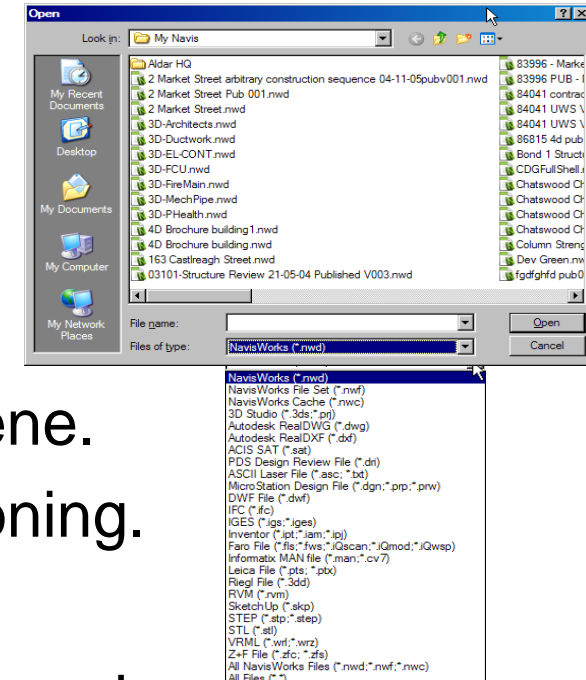 Open
Look in: My Navis
My Recent Documents
Desktop
My Documents
My Computer
My Network Places
Aldar HQ
2 Market Street arbitrary construction sequence 04-11-05pubv001.nwd
2 Market Street Pub 001.nwd
2 Market Street.nwd
3D-Architects.nwd
3D-Ductwork.nwd
3D-EL-CONT.nwd
3D-FCU.nwd
3D-FireMain.nwd
3D-MechPipe.nwd
3D-PHealth.nwd
4D Brochure building1.nwd
4D Brochure building.nwd
163 Castlreagh Street.nwd
03101-Structure Review 21-05-04 Published V003.nwd
83996 - Marke
83996 PUB -
84041 contrac
84041 UWS V
84041 UWS V
86815 4d pub
Bond 1 Struct
CDGFullShell.
Chatswood Ch
Chatswood Ch
Chatswood Ch
Column Streng
Dev Green.nw
fgdfghfd pub0
File name:
Open
Files of type: NavisWorks (*.nwd)
Cancel
NavisWorks (*.nwd)
NavisWorks File Set (*.nwf)
NavisWorks Cache (*.nwc)
3D Studio (*.3ds;*.prj)
Autodesk RealDWG (*.dwg)
Autodesk RealDXF (*.dxf)
ACIS SAT (*.sat)
PDS Design Review File (*.dri)
ASCII Laser File (*.asc; *.txt)
MicroStation Design File (*.dgn;*.prp;*.prw)
DWF File (*.dwf)
IFC (*.ifc)
IGES (*.igs;*.iges)
Inventor (*.ipt;*.iam;*.ipj)
Faro File (*.fls;*.fws;*.iQscan;*.iQmod;*.iQwsp)
Informatix MAN file (*.man;*.cv7)
Leica File (*.pts; *.ptx)
Riegl File (*.3dd)
RVM (*.rvm)
SketchUp (*.skp)
STEP (*.stp;*.step)
STL (*.stl)
VRML (*.wrl;*.wrz)
Z+F File (*.zfc; *.zfs)
All NavisWorks Files (*.nwd;*.nwf;*.nwc)
All Files (*.*)
ene.
oning.